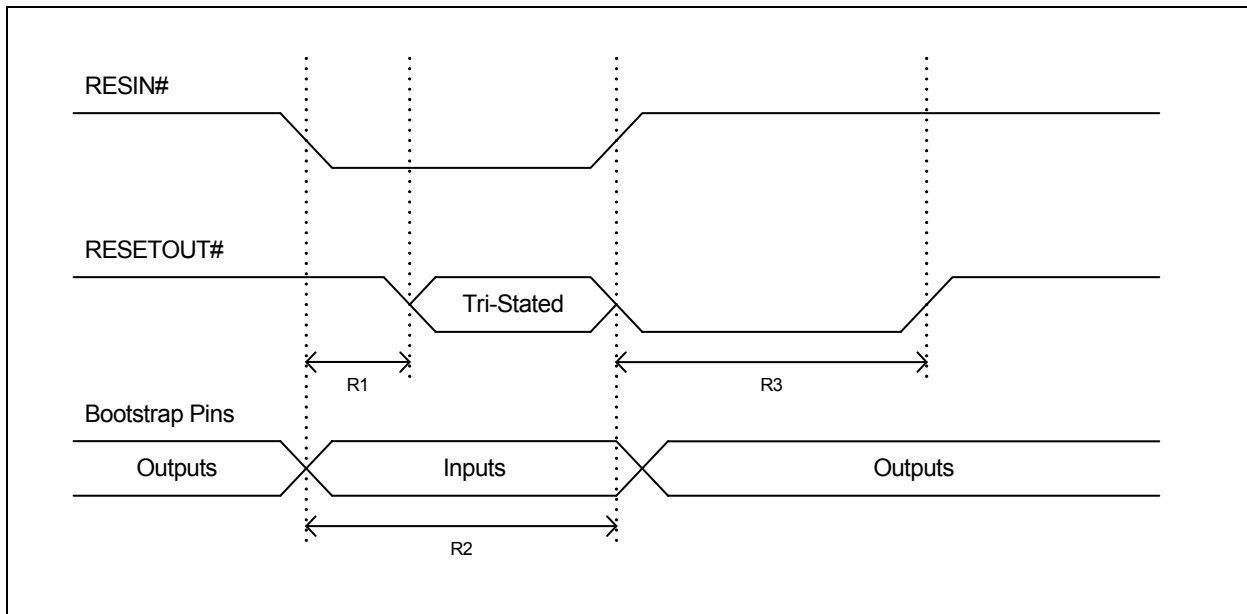 RESIN#
RESETOUT#
Tri-Stated
R1
R3
Bootstrap Pins
Outputs
Inputs
Outputs
R2